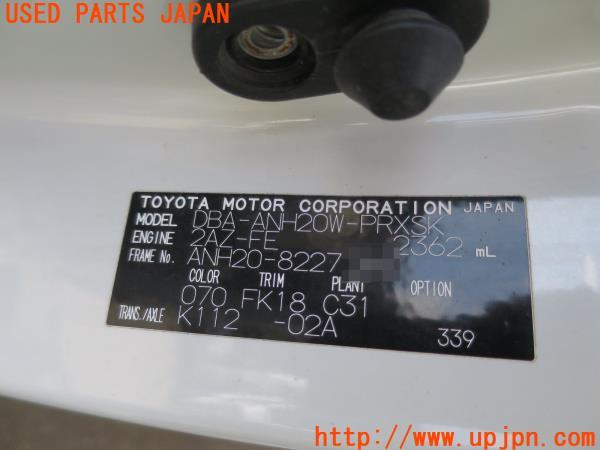 USED PARTS JAPAN
TOYOTA MOTOR CORPORATION JAPAN
MODEL DBA-ANH20W-PRXSK
ENGINE 2AZ-FE 2362 mL
FRAME No. ANH20-8227
COLOR TRIM PLANT OPTION
070 FK18 C31
TRANS./AXLE K112 -02A
339
http://www.upjpn.com